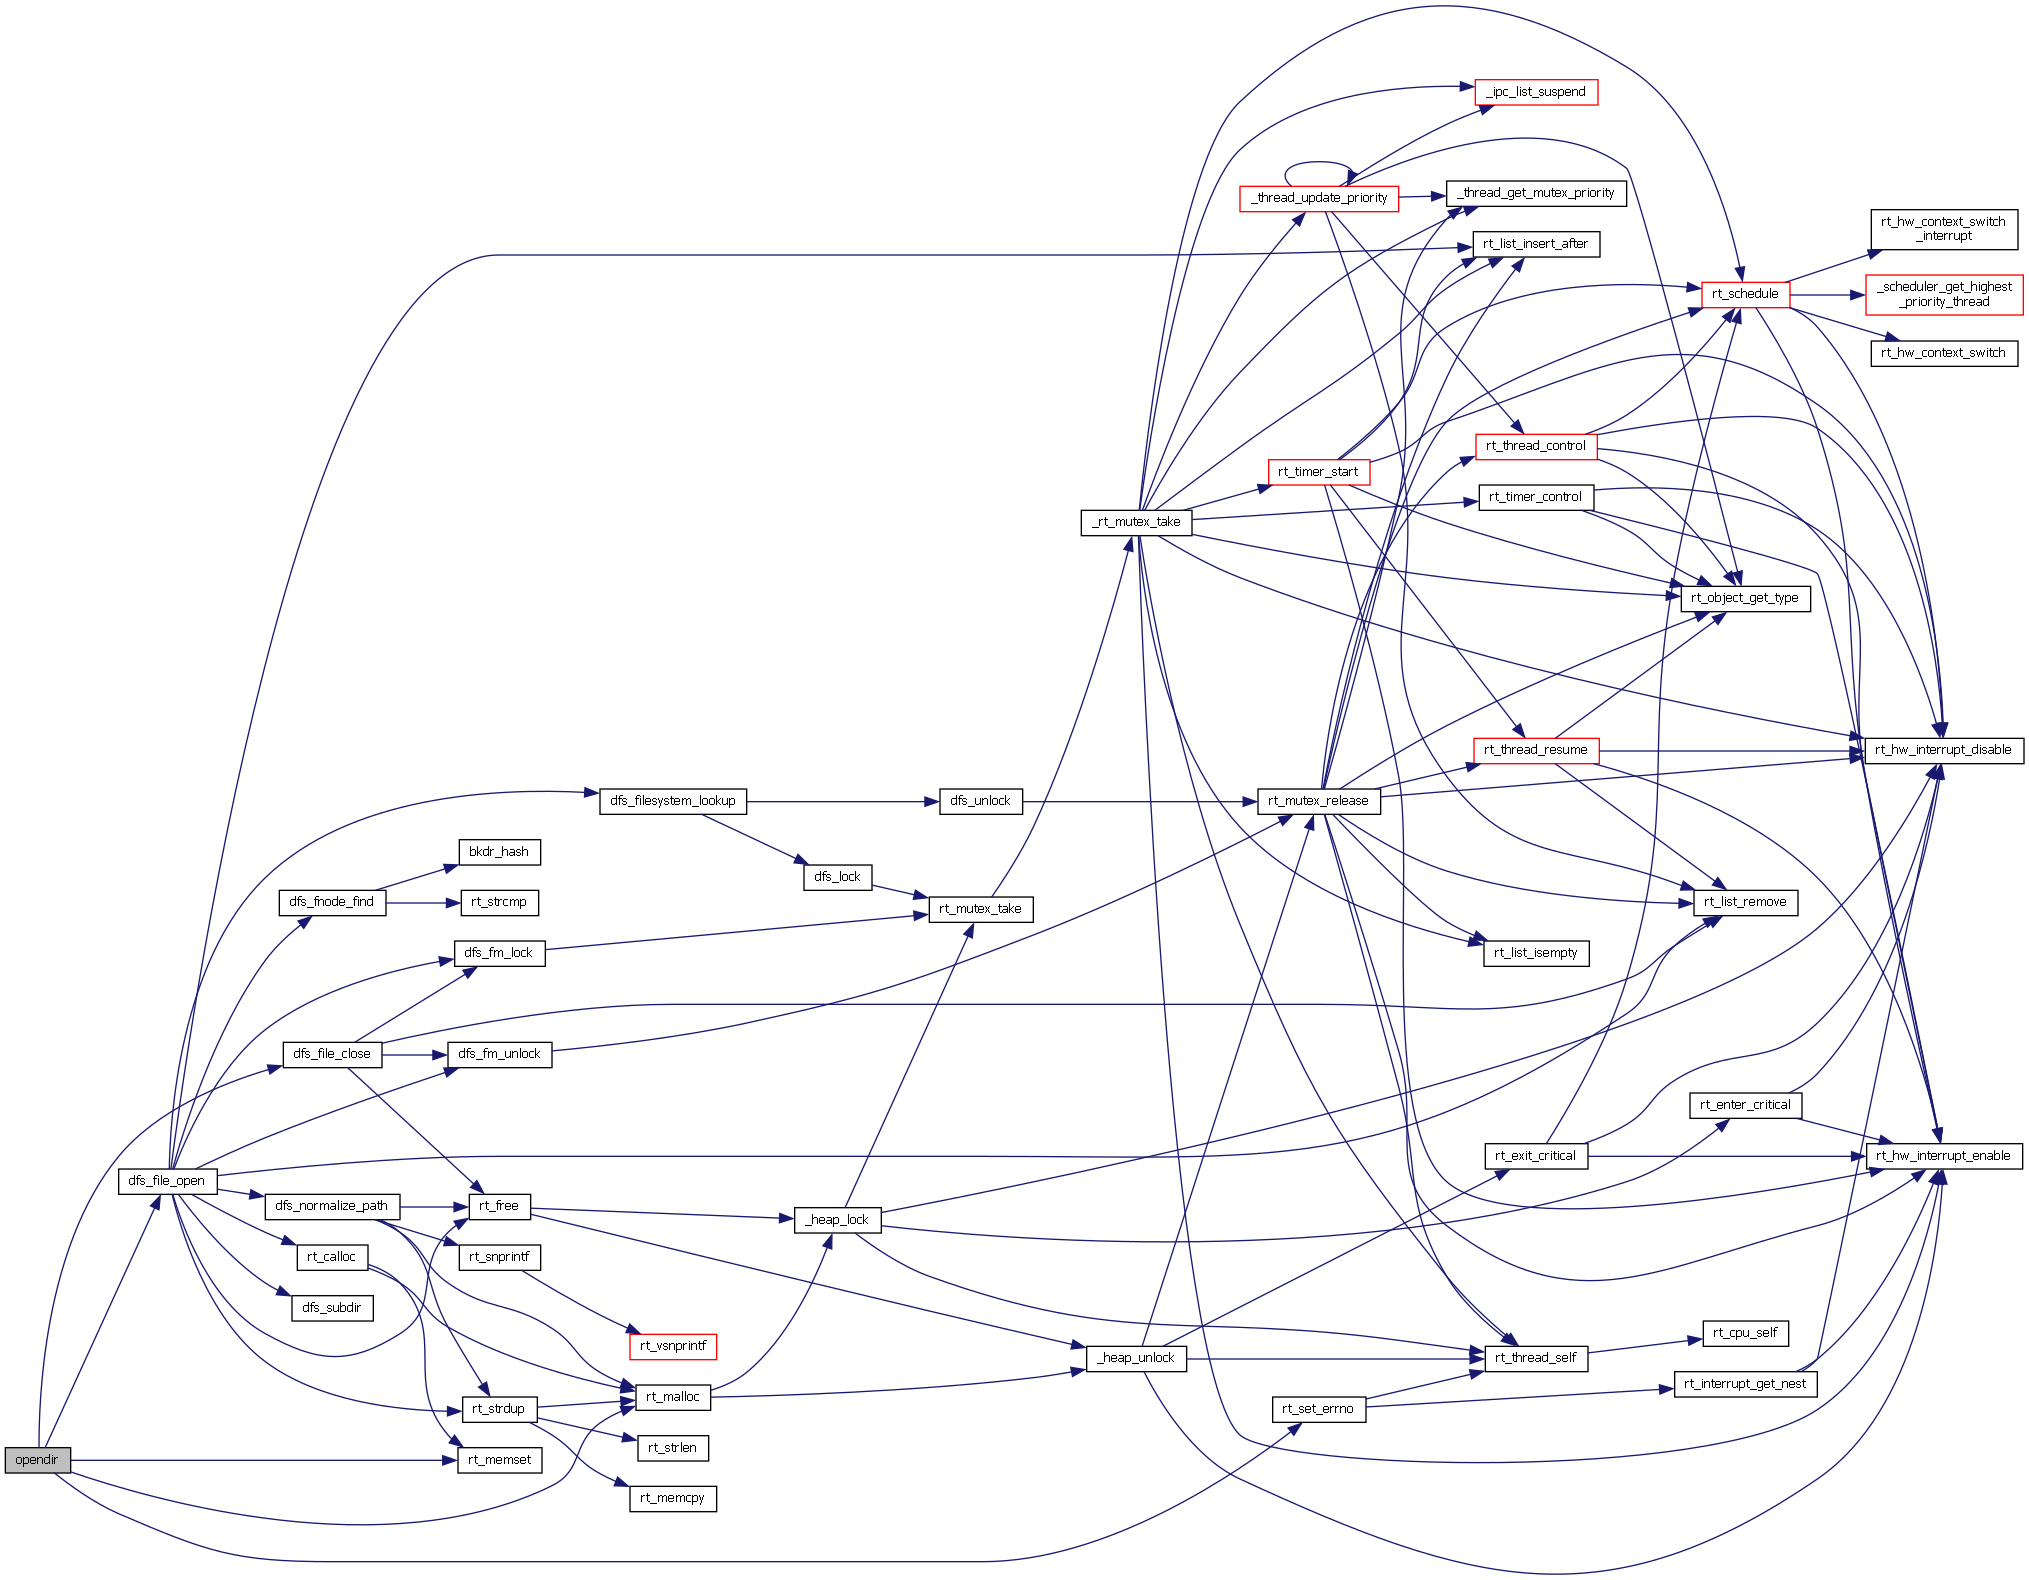 _ipc_list_suspend
_thread_update_priority
_thread_get_mutex_priority
rt_list_insert_after
rt_hw_context_switch
_interrupt
rt_schedule
_scheduler_get_highest
_priority_thread
rt_hw_context_switch
rt_thread_control
rt_timer_start
rt_timer_control
_rt_mutex_take
rt_object_get_type
rt_thread_resume
rt_hw_interrupt_disable
dfs_filesystem_lookup
dfs_unlock
rt_mutex_release
bkdr_hash
dfs_lock
dfs_fnode_find
rt_strcmp
rt_mutex_take
rt_list_remove
dfs_fm_lock
rt_list_isempty
dfs_file_close
dfs_fm_unlock
rt_enter_critical
rt_exit_critical
rt_hw_interrupt_enable
dfs_file_open
dfs_normalize_path
rt_free
_heap_lock
rt_calloc
rt_snprintf
dfs_subdir
rt_vsnprintf
rt_cpu_self
_heap_unlock
rt_thread_self
rt_interrupt_get_nest
rt_malloc
rt_strdup
rt_set_errno
rt_strlen
opendir
rt_memset
rt_memcpy